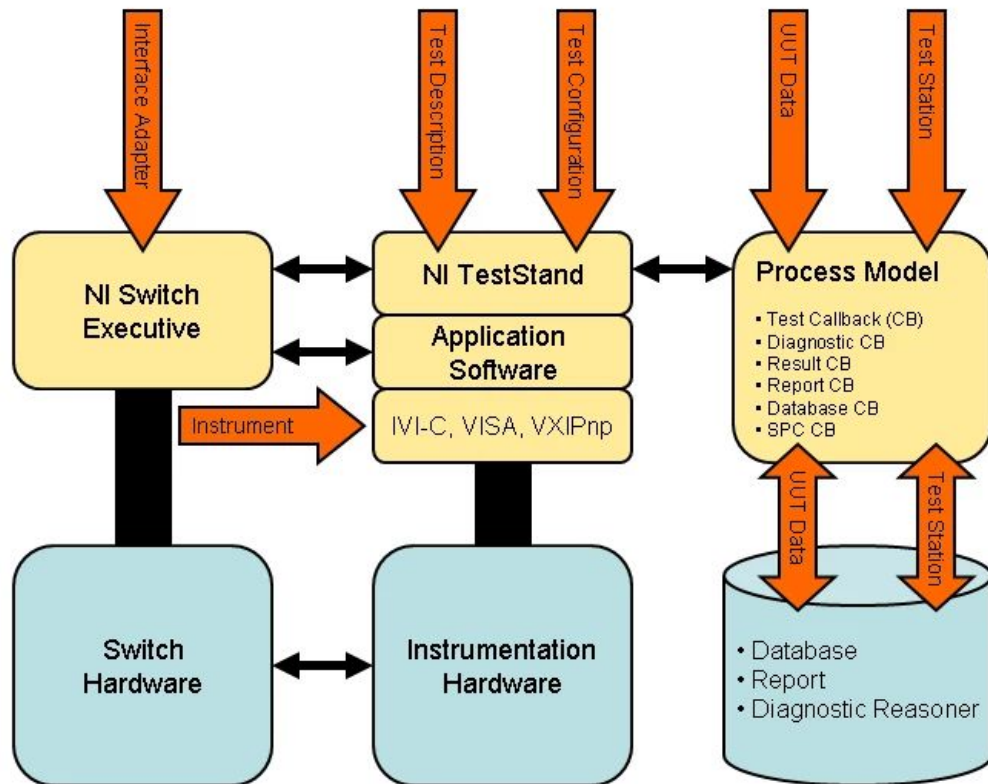 Interface Adapter
Test Description
Test Configuration
UUT Data
Test Station
NI Switch
Executive
NI TestStand
Application
Software
IVI-C, VISA, VXIPnp
Instrument
Process Model
▪ Test Callback (CB)
▪ Diagnostic CB
▪ Result CB
▪ Report CB
▪ Database CB
▪ SPC CB
UUT Data
Test Station
Switch
Hardware
Instrumentation
Hardware
• Database
• Report
• Diagnostic Reasoner